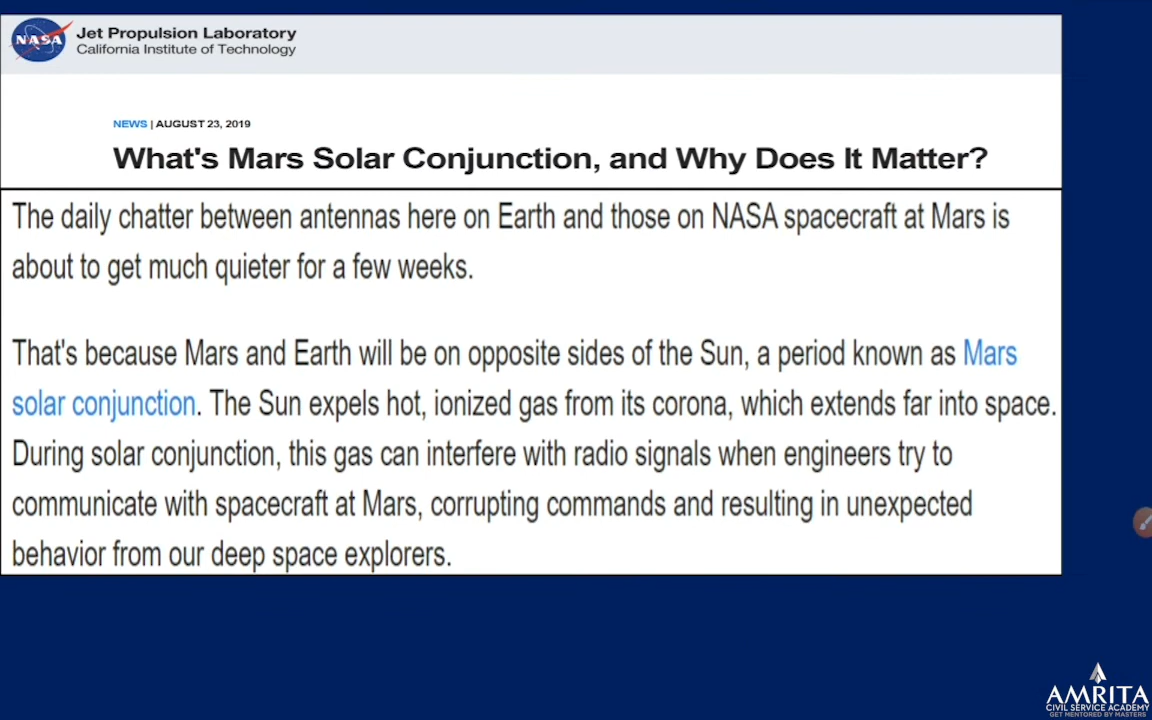 NASA
Jet Propulsion Laboratory
California Institute of Technology
NEWS | AUGUST 23, 2019
What's Mars Solar Conjunction, and Why Does It Matter?
The daily chatter between antennas here on Earth and those on NASA spacecraft at Mars is
about to get much quieter for a few weeks.
That's because Mars and Earth will be on opposite sides of the Sun, a period known as Mars
solar conjunction. The Sun expels hot, ionized gas from its corona, which extends far into space.
During solar conjunction, this gas can interfere with radio signals when engineers try to
communicate with spacecraft at Mars, corrupting commands and resulting in unexpected
behavior from our deep space explorers.
AMRITA
CIVIL SERVICE ACADEMY
GET MENTORED BY MASTERS